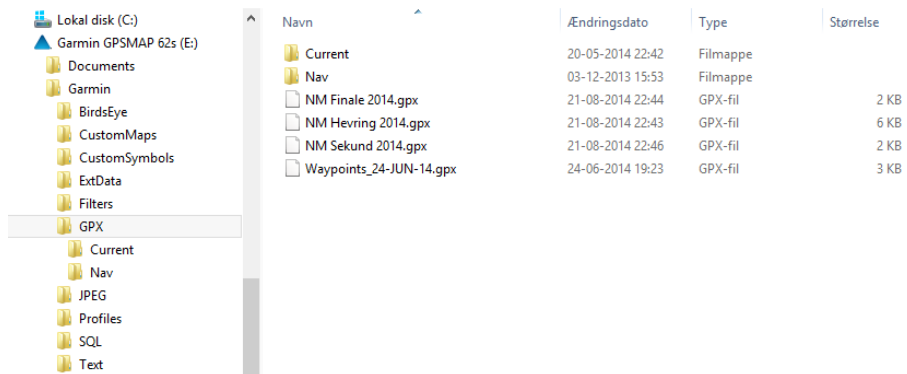 Lokal disk (C:)
Garmin GPSMAP 62s (E:)
Documents
Garmin
BirdsEye
CustomMaps
CustomSymbols
ExtData
Filters
GPX
Current
Nav
JPEG
Profiles
SQL
Text
Navn Ændringsdato Type Størrelse
Current 20-05-2014 22:42 Filmappe
Nav 03-12-2013 15:53 Filmappe
NM Finale 2014.gpx 21-08-2014 22:44 GPX-fil 2 KB
NM Hevring 2014.gpx 21-08-2014 22:43 GPX-fil 6 KB
NM Sekund 2014.gpx 21-08-2014 22:46 GPX-fil 2 KB
Waypoints_24-JUN-14.gpx 24-06-2014 19:23 GPX-fil 3 KB